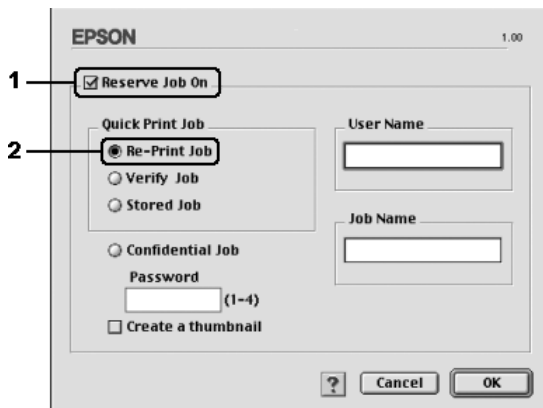 EPSON 1.00
1 Reserve Job On
Quick Print Job
2 Re-Print Job
Verify Job
Stored Job
Confidential Job
Password
(1-4)
Create a thumbnail
User Name
Job Name
? Cancel OK